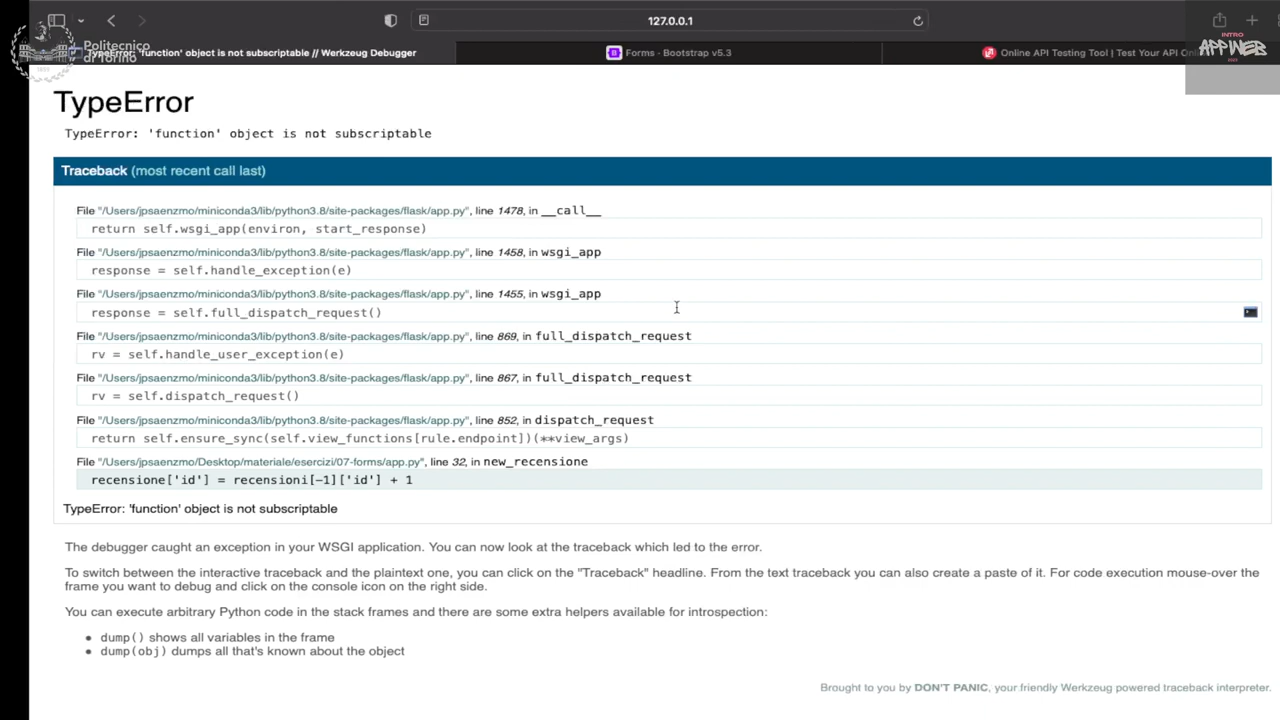 127.0.0.1
Politecnico
di Torino
TypeError: 'function' object is not subscriptable // Werkzeug Debugger
Forms - Bootstrap v5.3
Online API Testing Tool | Test Your API Onl
INTRO
APPWEB
TypeError
TypeError: 'function' object is not subscriptable
Traceback (most recent call last)
File "/Users/jpsaenzmo/miniconda3/lib/python3.8/site-packages/flask/app.py", line 1478, in __call__
return self.wsgi_app(environ, start_response)
File "/Users/jpsaenzmo/miniconda3/lib/python3.8/site-packages/flask/app.py", line 1458, in wsgi_app
response = self.handle_exception(e)
File "/Users/jpsaenzmo/miniconda3/lib/python3.8/site-packages/flask/app.py", line 1455, in wsgi_app
response = self.full_dispatch_request()
File "/Users/jpsaenzmo/miniconda3/lib/python3.8/site-packages/flask/app.py", line 869, in full_dispatch_request
rv = self.handle_user_exception(e)
File "/Users/jpsaenzmo/miniconda3/lib/python3.8/site-packages/flask/app.py", line 867, in full_dispatch_request
rv = self.dispatch_request()
File "/Users/jpsaenzmo/miniconda3/lib/python3.8/site-packages/flask/app.py", line 852, in dispatch_request
return self.ensure_sync(self.view_functions[rule.endpoint])(**view_args)
File "/Users/jpsaenzmo/Desktop/materiale/esercizi/07-forms/app.py", line 32, in new_recensione
recensione['id'] = recensioni[-1]['id'] + 1
TypeError: 'function' object is not subscriptable
The debugger caught an exception in your WSGI application. You can now look at the traceback which led to the error.
To switch between the interactive traceback and the plaintext one, you can click on the "Traceback" headline. From the text traceback you can also create a paste of it. For code execution mouse-over the
frame you want to debug and click on the console icon on the right side.
You can execute arbitrary Python code in the stack frames and there are some extra helpers available for introspection:
dump() shows all variables in the frame
dump(obj) dumps all that's known about the object
Brought to you by DON'T PANIC, your friendly Werkzeug powered traceback interpreter.